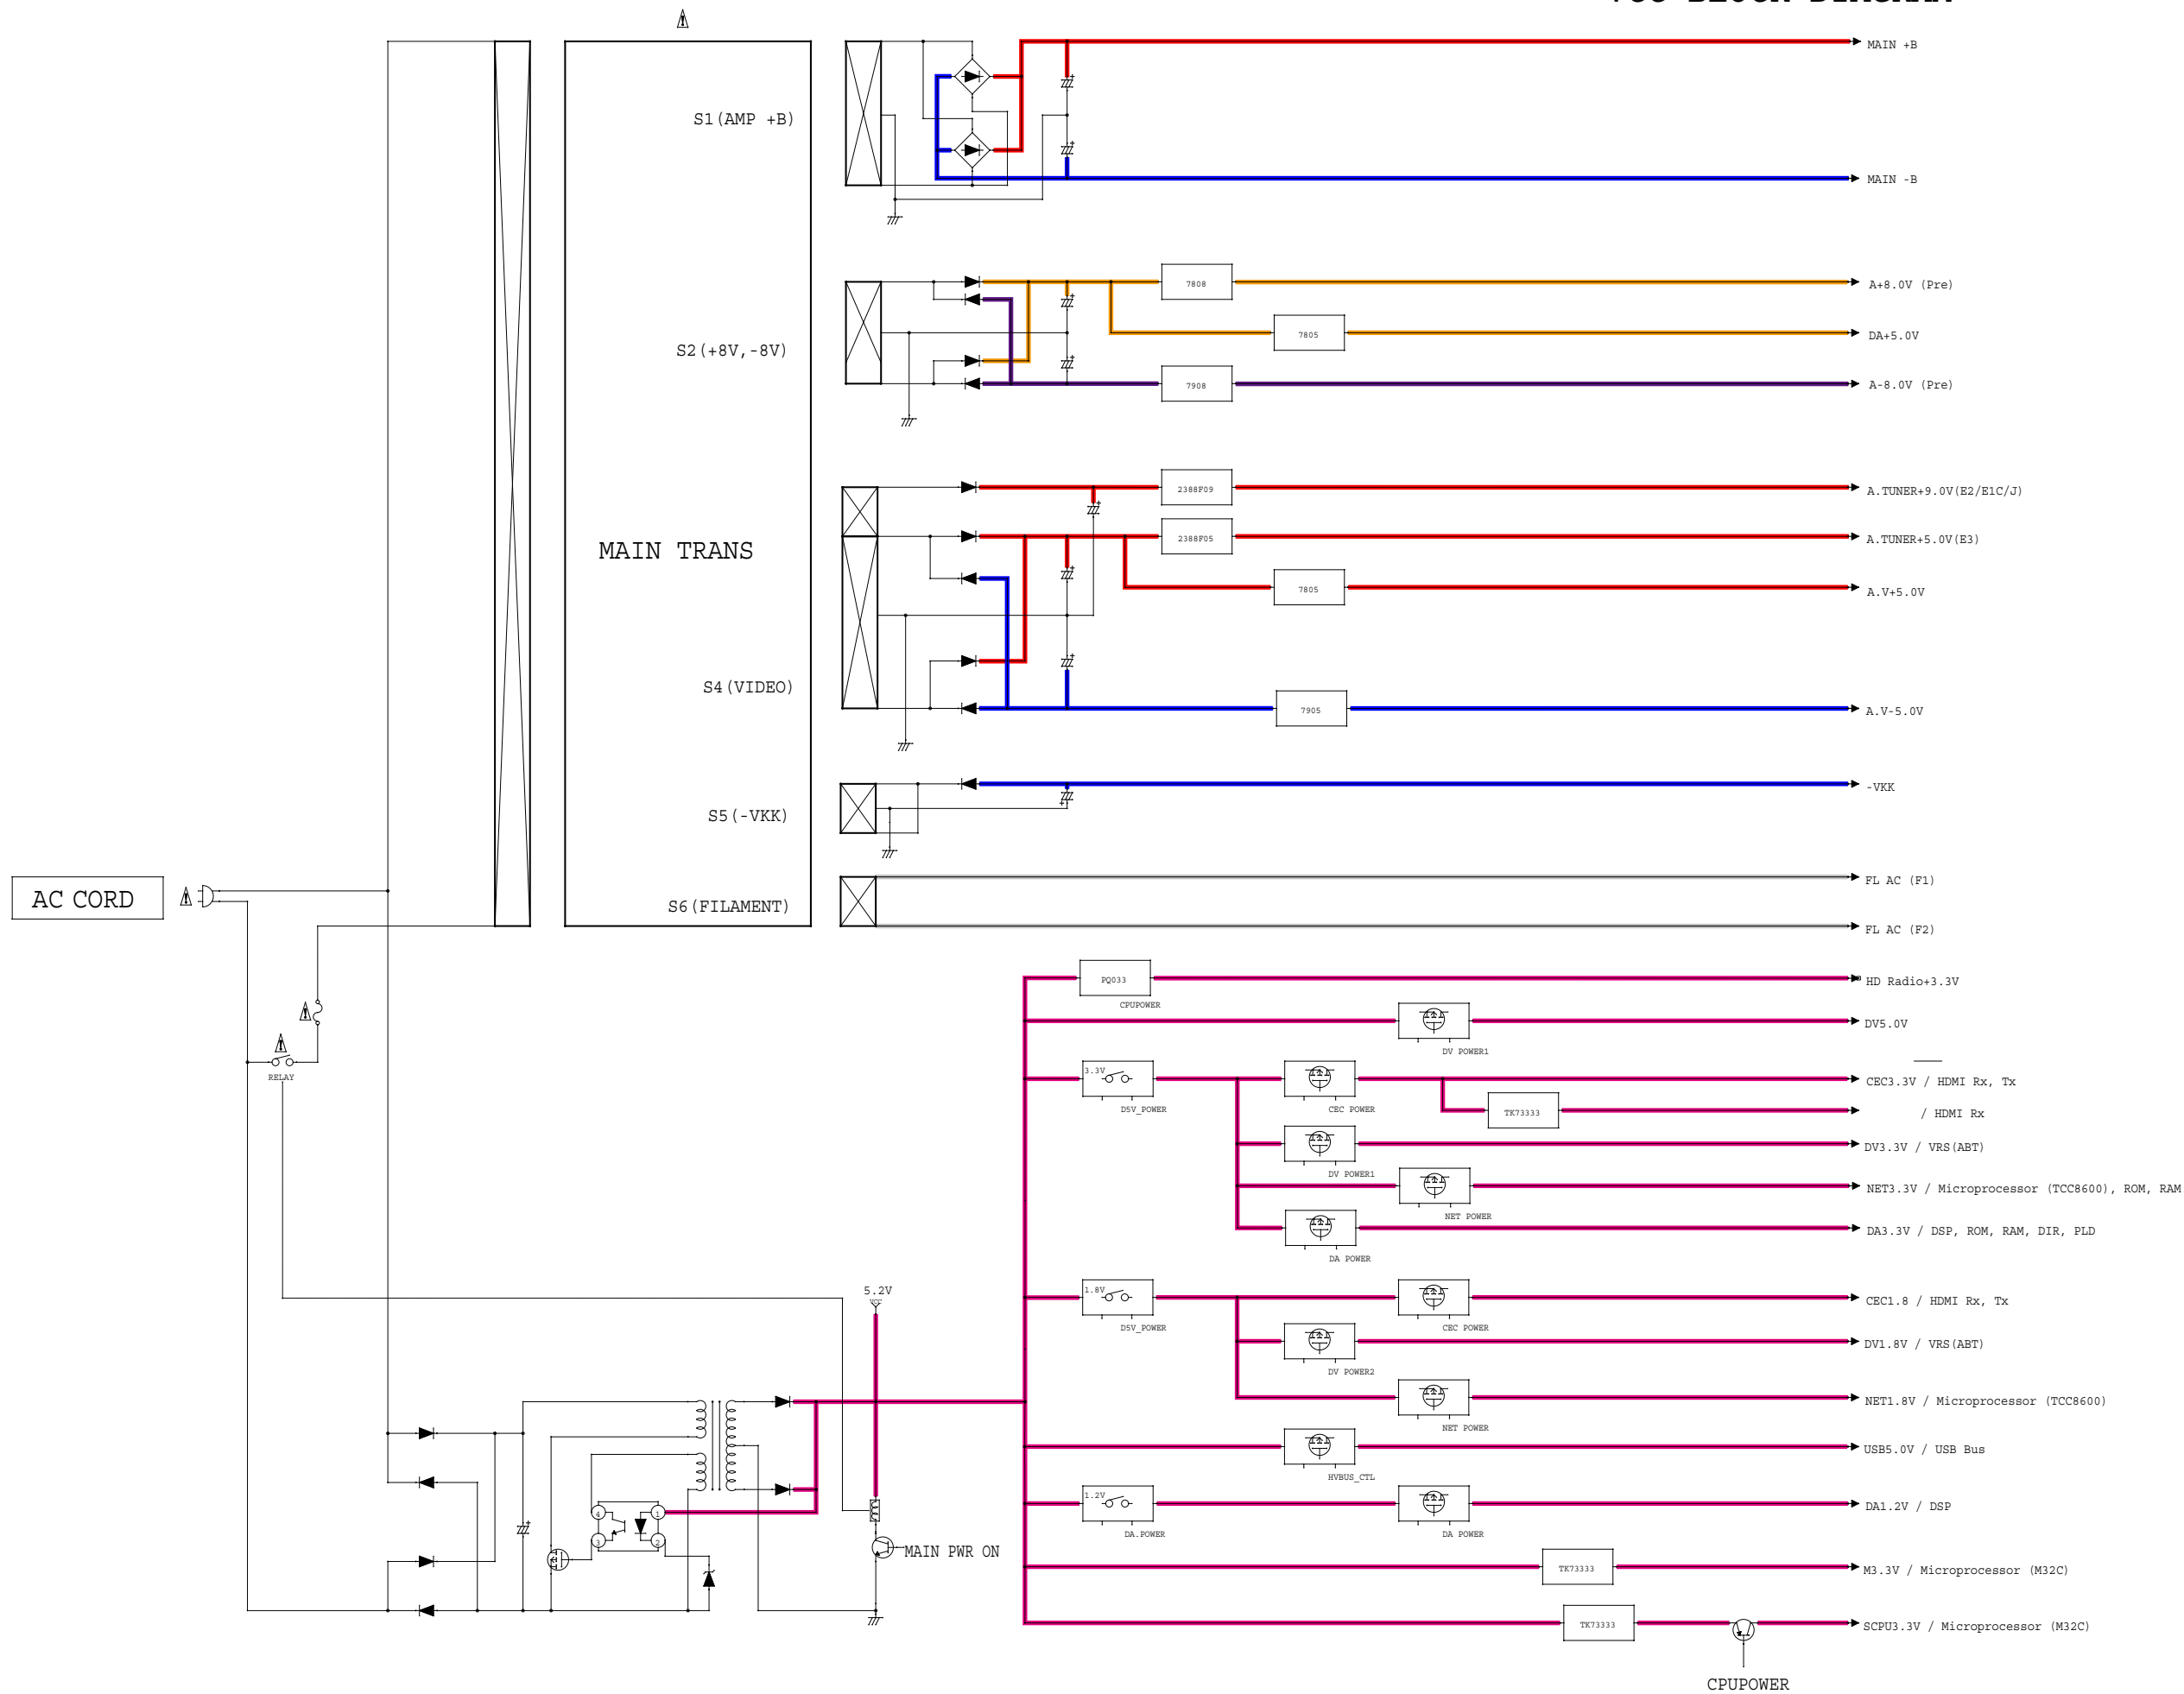 MAIN +B
S1(AMP +B)
MAIN -B
7808
A+8.0V (Pre)
7805
DA+5.0V
S2(+8V,-8V)
7908
A-8.0V (Pre)
2388F09
A.TUNER+9.0V(E2/E1C/J)
2388F05
A.TUNER+5.0V(E3)
MAIN TRANS
7805
A.V+5.0V
S4(VIDEO)
7905
A.V-5.0V
-VKK
S5(-VKK)
AC CORD
FL AC (F1)
S6(FILAMENT)
FL AC (F2)
PQ033
HD Radio+3.3V
CPUPOWER
DV5.0V
DV POWER1
RELAY
3.3V
CEC3.3V / HDMI Rx, Tx
D5V_POWER
CEC POWER
TK73333
/ HDMI Rx
DV3.3V / VRS(ABT)
DV POWER1
NET3.3V / Microprocessor (TCC8600), ROM, RAM
NET POWER
DA3.3V / DSP, ROM, RAM, DIR, PLD
DA POWER
5.2V
VCC
1.8V
CEC1.8 / HDMI Rx, Tx
D5V_POWER
CEC POWER
DV1.8V / VRS(ABT)
DV POWER2
NET1.8V / Microprocessor (TCC8600)
NET POWER
USB5.0V / USB Bus
HVBUS_CTL
1.2V
DA1.2V / DSP
DA.POWER
DA POWER
4
1
3
2
MAIN PWR ON
TK73333
M3.3V / Microprocessor (M32C)
TK73333
SCPU3.3V / Microprocessor (M32C)
CPUPOWER